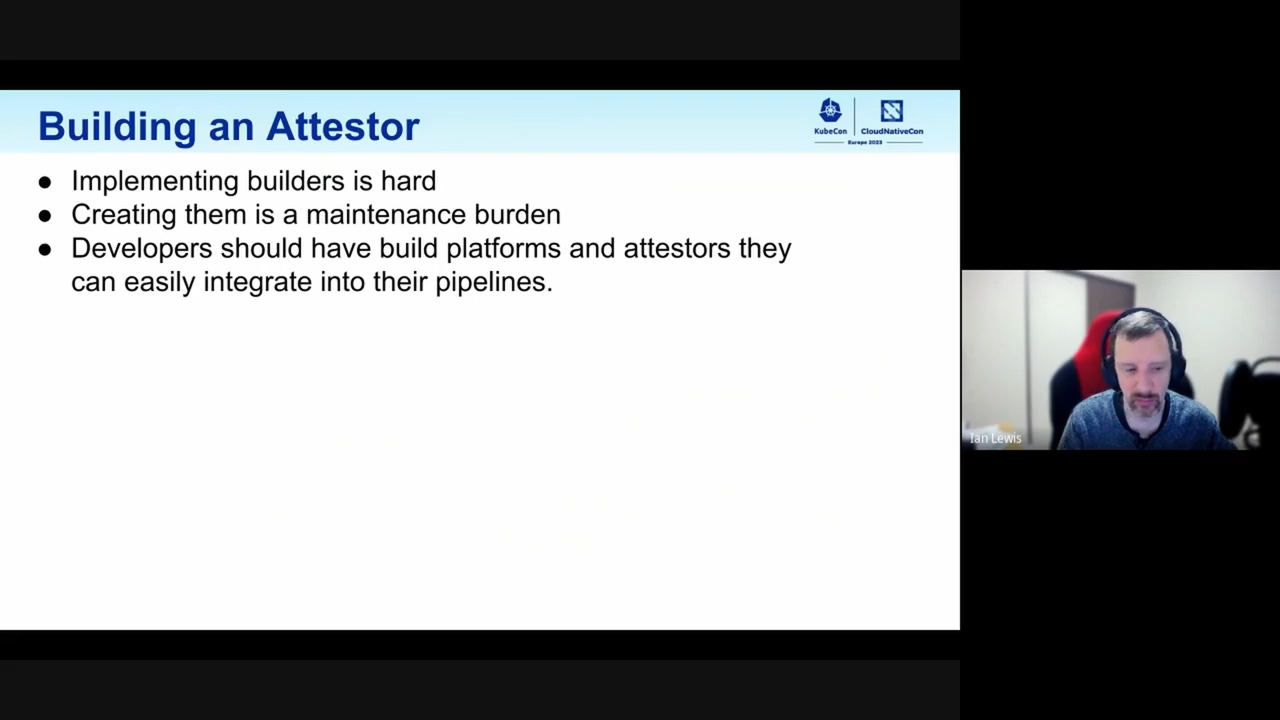 Building an Attestor
KubeCon
CloudNativeCon
Europe 2023
● Implementing builders is hard
● Creating them is a maintenance burden
● Developers should have build platforms and attestors they
can easily integrate into their pipelines.
Ian Lewis